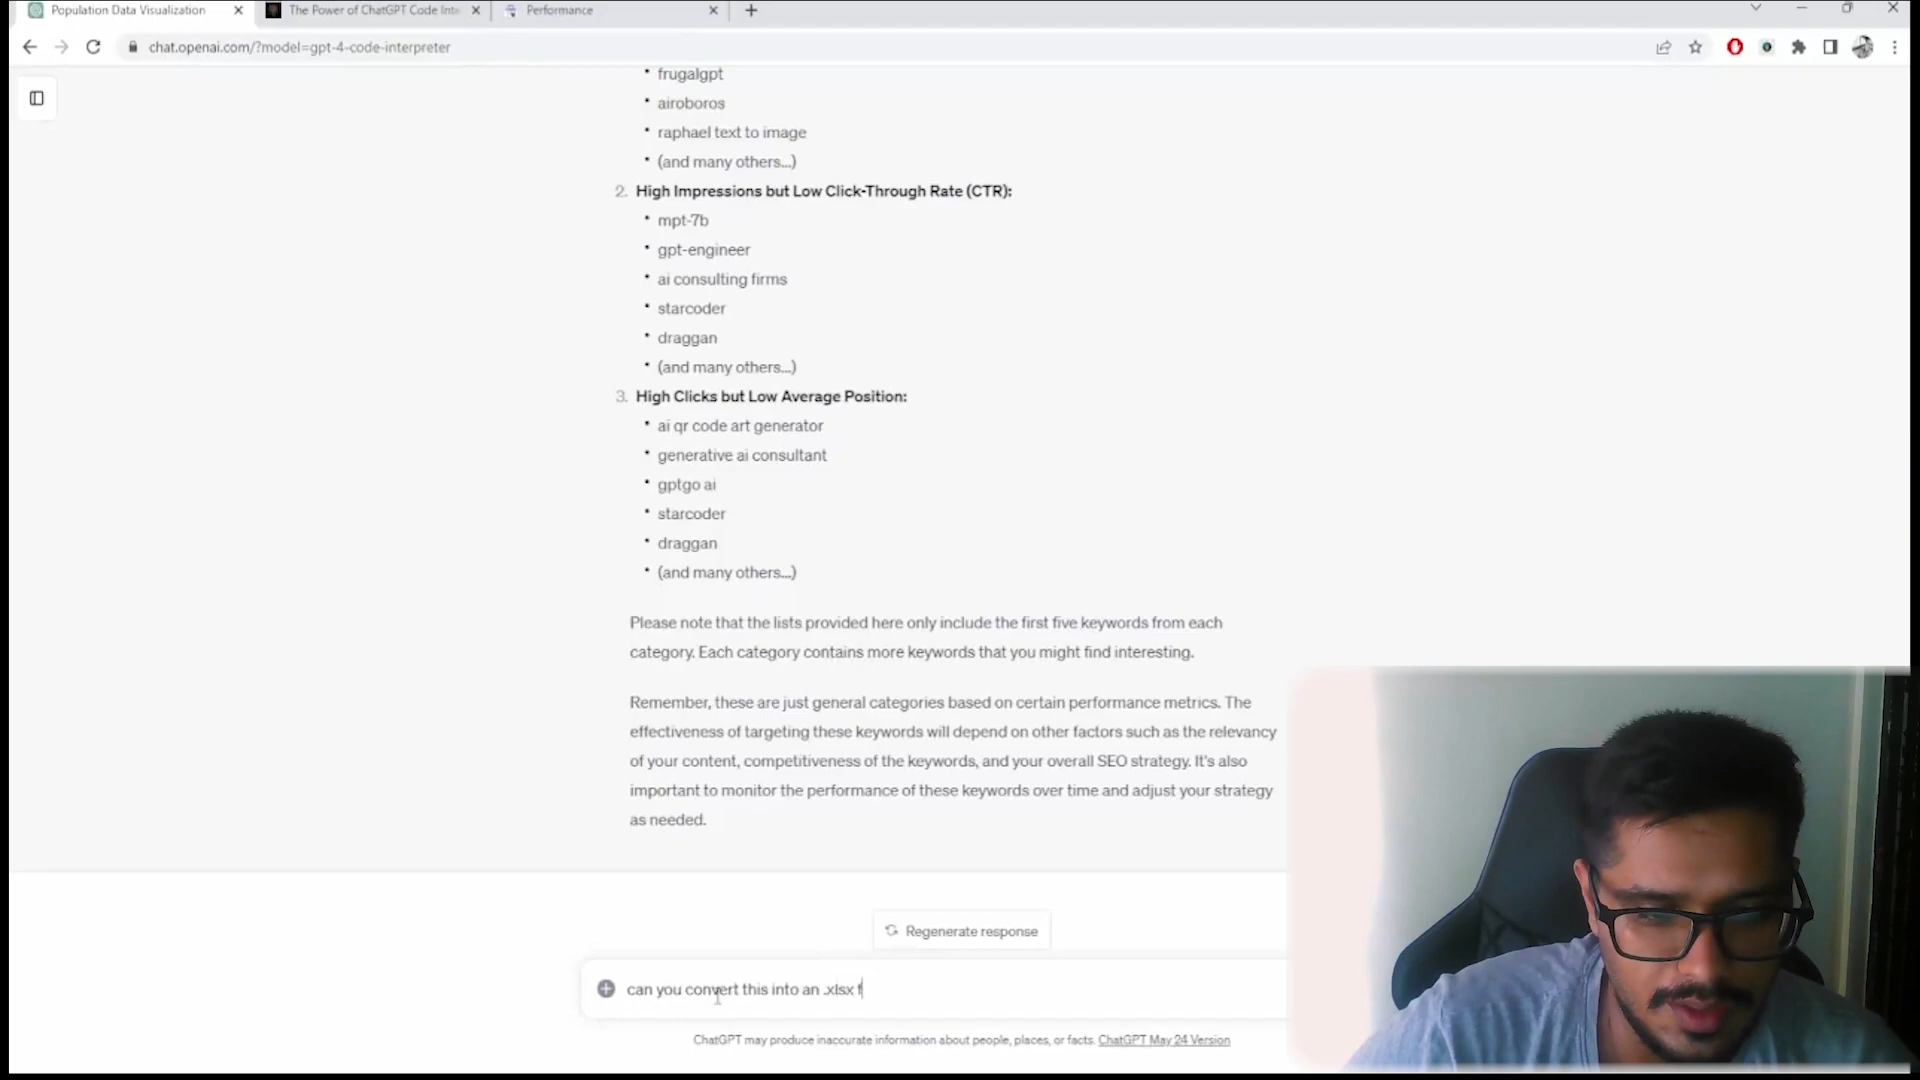 Population Data Visualization
The Power of ChatGPT Code Inte
Performance
chat.openai.com/?model=gpt-4-code-interpreter
• frugalgpt
• airoboros
• raphael text to image
• (and many others...)
2. High Impressions but Low Click-Through Rate (CTR):
• mpt-7b
• gpt-engineer
• ai consulting firms
• starcoder
• draggan
• (and many others...)
3. High Clicks but Low Average Position:
• ai qr code art generator
• generative ai consultant
• gptgo ai
• starcoder
• draggan
• (and many others...)
Please note that the lists provided here only include the first five keywords from each
category. Each category contains more keywords that you might find interesting.
Remember, these are just general categories based on certain performance metrics. The
effectiveness of targeting these keywords will depend on other factors such as the relevancy
of your content, competitiveness of the keywords, and your overall SEO strategy. It's also
important to monitor the performance of these keywords over time and adjust your strategy
as needed.
Regenerate response
can you convert this into an .xlsx f
ChatGPT may produce inaccurate information about people, places, or facts. ChatGPT May 24 Version